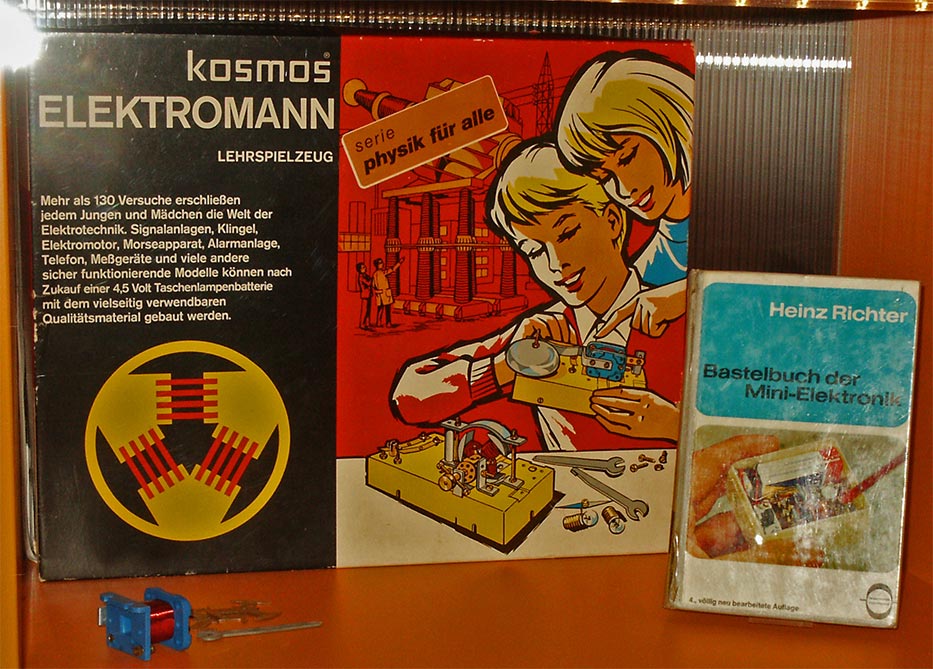 kosmos®
ELEKTROMANN
LEHRSPIELZEUG
Mehr als 130 Versuche erschließen
jedem Jungen und Mädchen die Welt der
Elektrotechnik. Signalanlagen, Klingel,
Elektromotor, Morseapparat, Alarmanlage,
Telefon, Meßgeräte und viele andere
sicher funktionierende Modelle können nach
Zukauf einer 4,5 Volt Taschenlampenbatterie
mit dem vielseitig verwendbaren
Qualitätsmaterial gebaut werden.
serie
physik für alle
Heinz Richter
Bastelbuch der
Mini-Elektronik
4., völlig neu bearbeitete Auflage